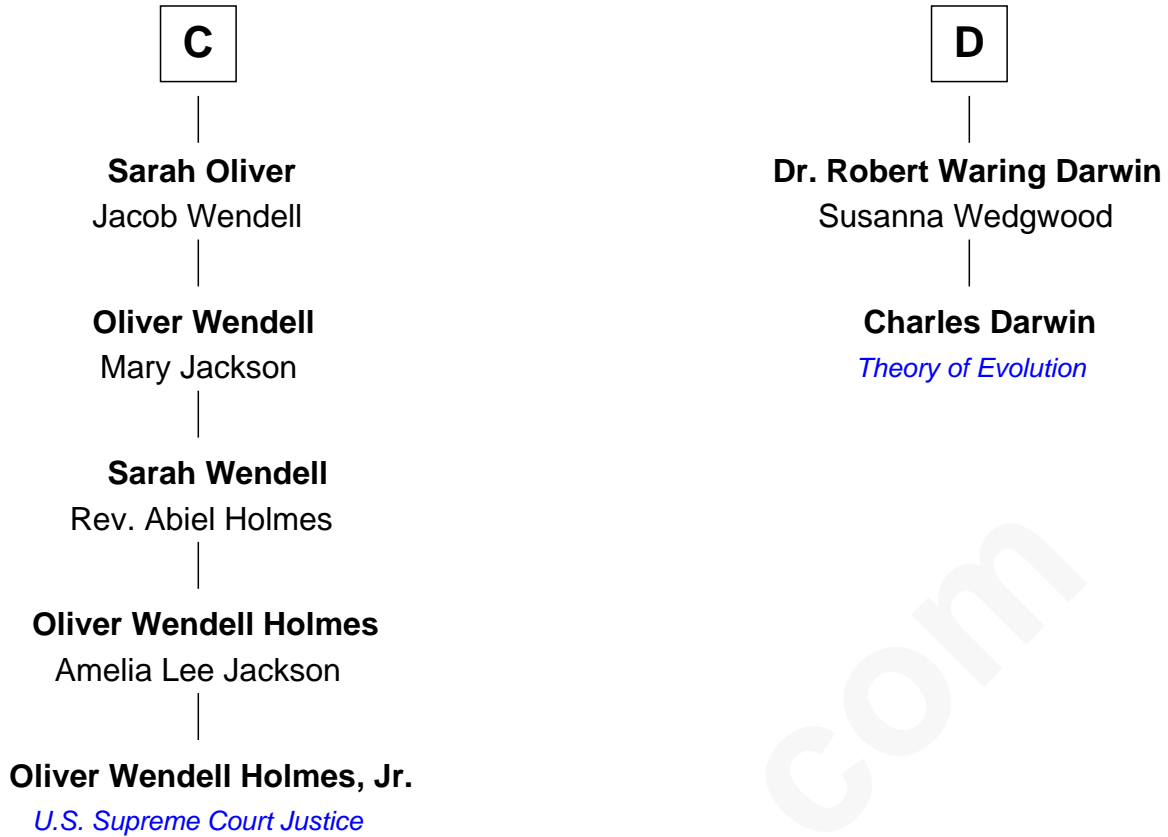 C
Sarah Oliver
Jacob Wendell
Oliver Wendell
Mary Jackson
Sarah Wendell
Rev. Abiel Holmes
Oliver Wendell Holmes
Amelia Lee Jackson
Oliver Wendell Holmes, Jr.
U.S. Supreme Court Justice
D
Dr. Robert Waring Darwin
Susanna Wedgwood
Charles Darwin
Theory of Evolution
com